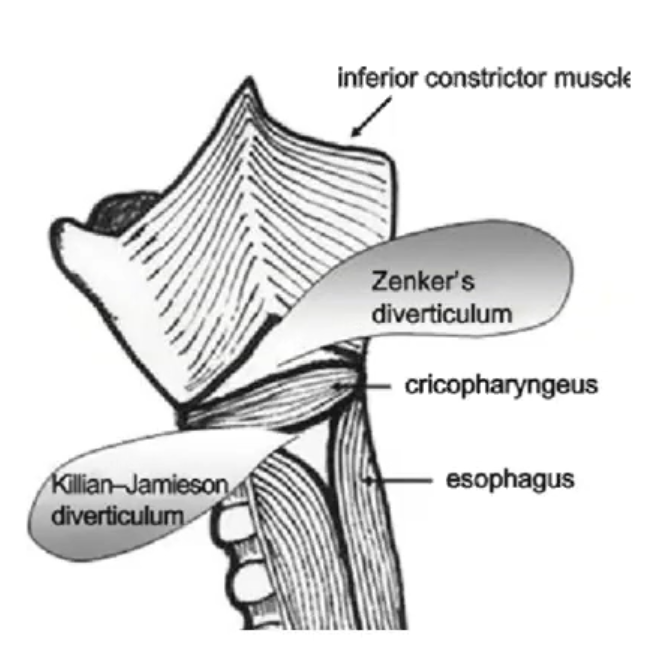 inferior constrictor muscle
Zenker's
diverticulum
cricopharyngeus
esophagus
Killian–Jamieson
diverticulum